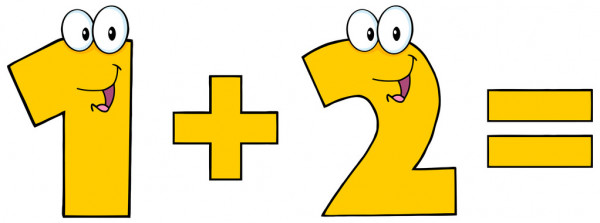 1 + 2 =